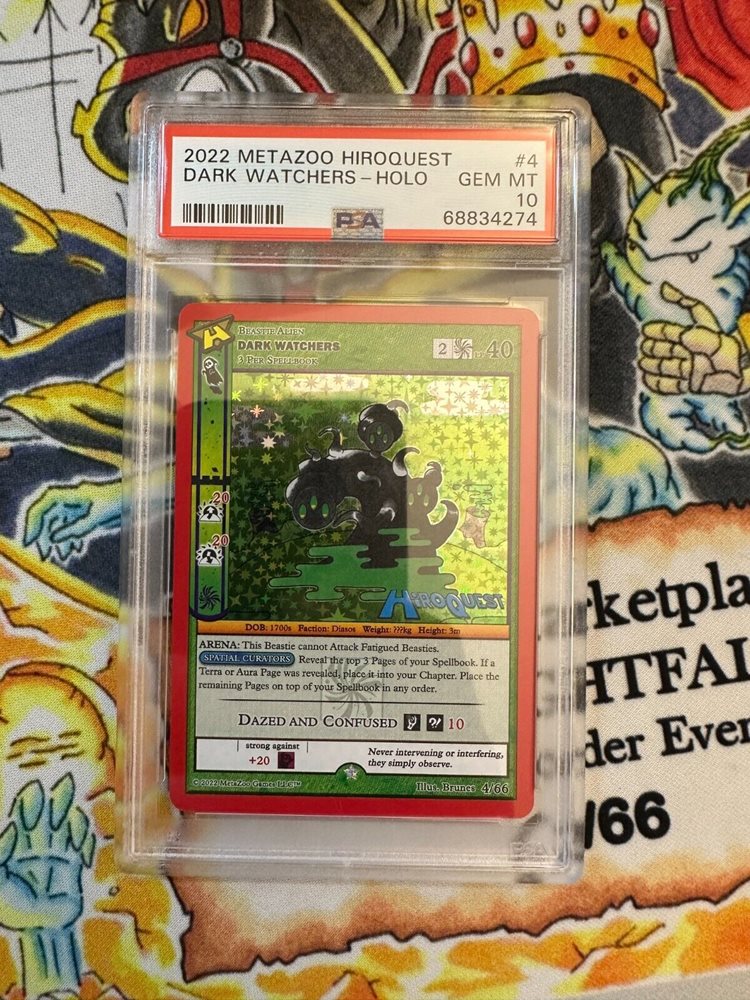 2022 METAZOO HIROQUEST #4
DARK WATCHERS-HOLO GEM MT
10
PSA 68834274
BEASTIE ALIEN
DARK WATCHERS
3 PER SPELLBOOK
2 LP 40
20
20
HIROQUEST
DOB: 1700s Faction: Diasos Weight: ???kg Height: 3m
ARENA: This Beastie cannot Attack Fatigued Beasties.
SPATIAL CURATORS Reveal the top 3 Pages of your Spellbook. If a
Terra or Aura Page was revealed, place it into your Chapter. Place the
remaining Pages on top of your Spellbook in any order.
DAZED AND CONFUSED 10
strong against
+20
Never intervening or interfering,
they simply observe.
© 2022 MetaZoo Games LLC™
Illus. Brunes 4/66
PSA
/66